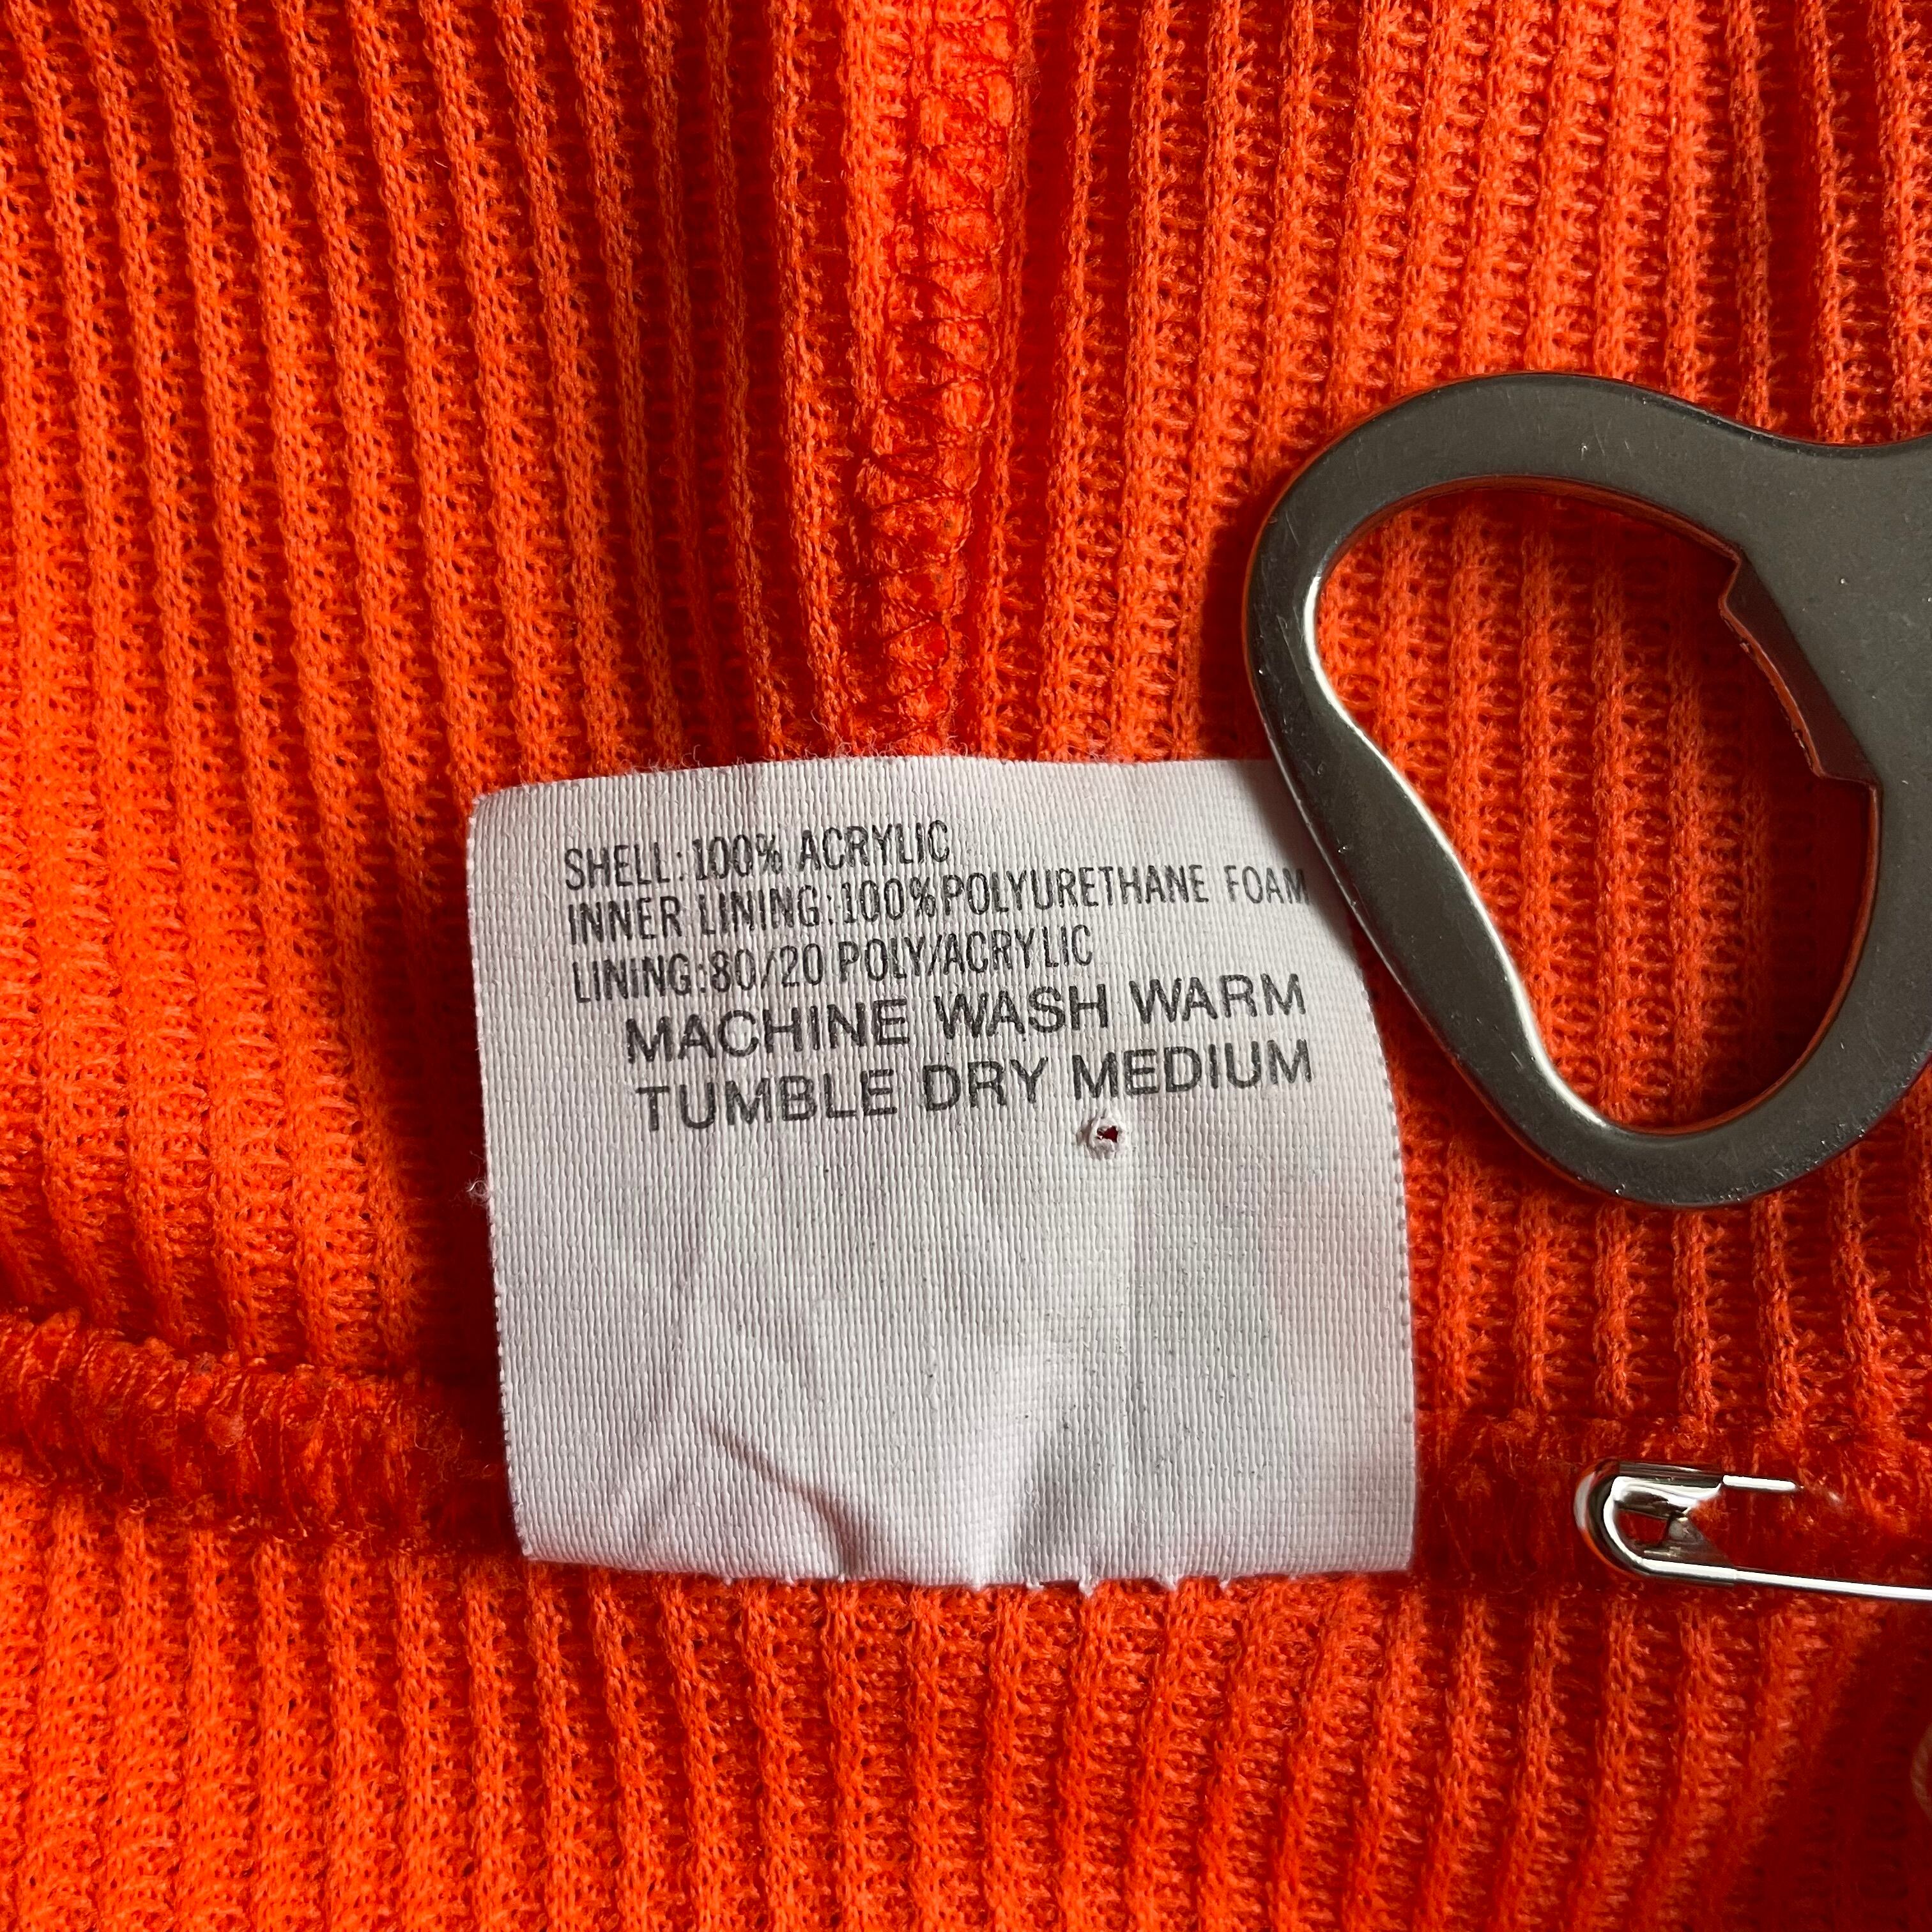 SHELL: 100% ACRYLIC
INNER LINING: 100% POLYURETHANE FOAM
LINING: 80/20 POLY/ACRYLIC
MACHINE WASH WARM
TUMBLE DRY MEDIUM